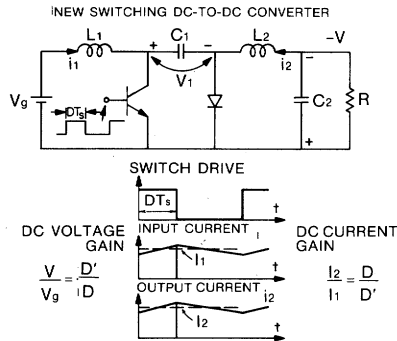 NEW SWITCHING DC-TO-DC CONVERTER
L1 C1 L2 -V
i1 + - i2 -
V1
Vg DTs C2 R
+
SWITCH DRIVE
DTs t
DC VOLTAGE GAIN
V/Vg = D'/D
INPUT CURRENT i
I1 t
OUTPUT CURRENT i2
I2 t
DC CURRENT GAIN
I2/I1 = D/D'